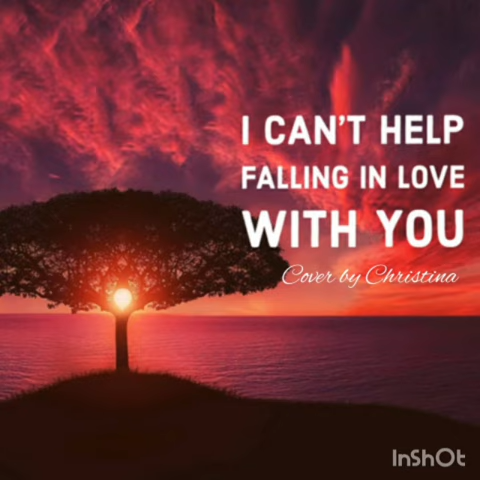 I CAN'T HELP
FALLING IN LOVE
WITH YOU
Cover by Christina
InShOt